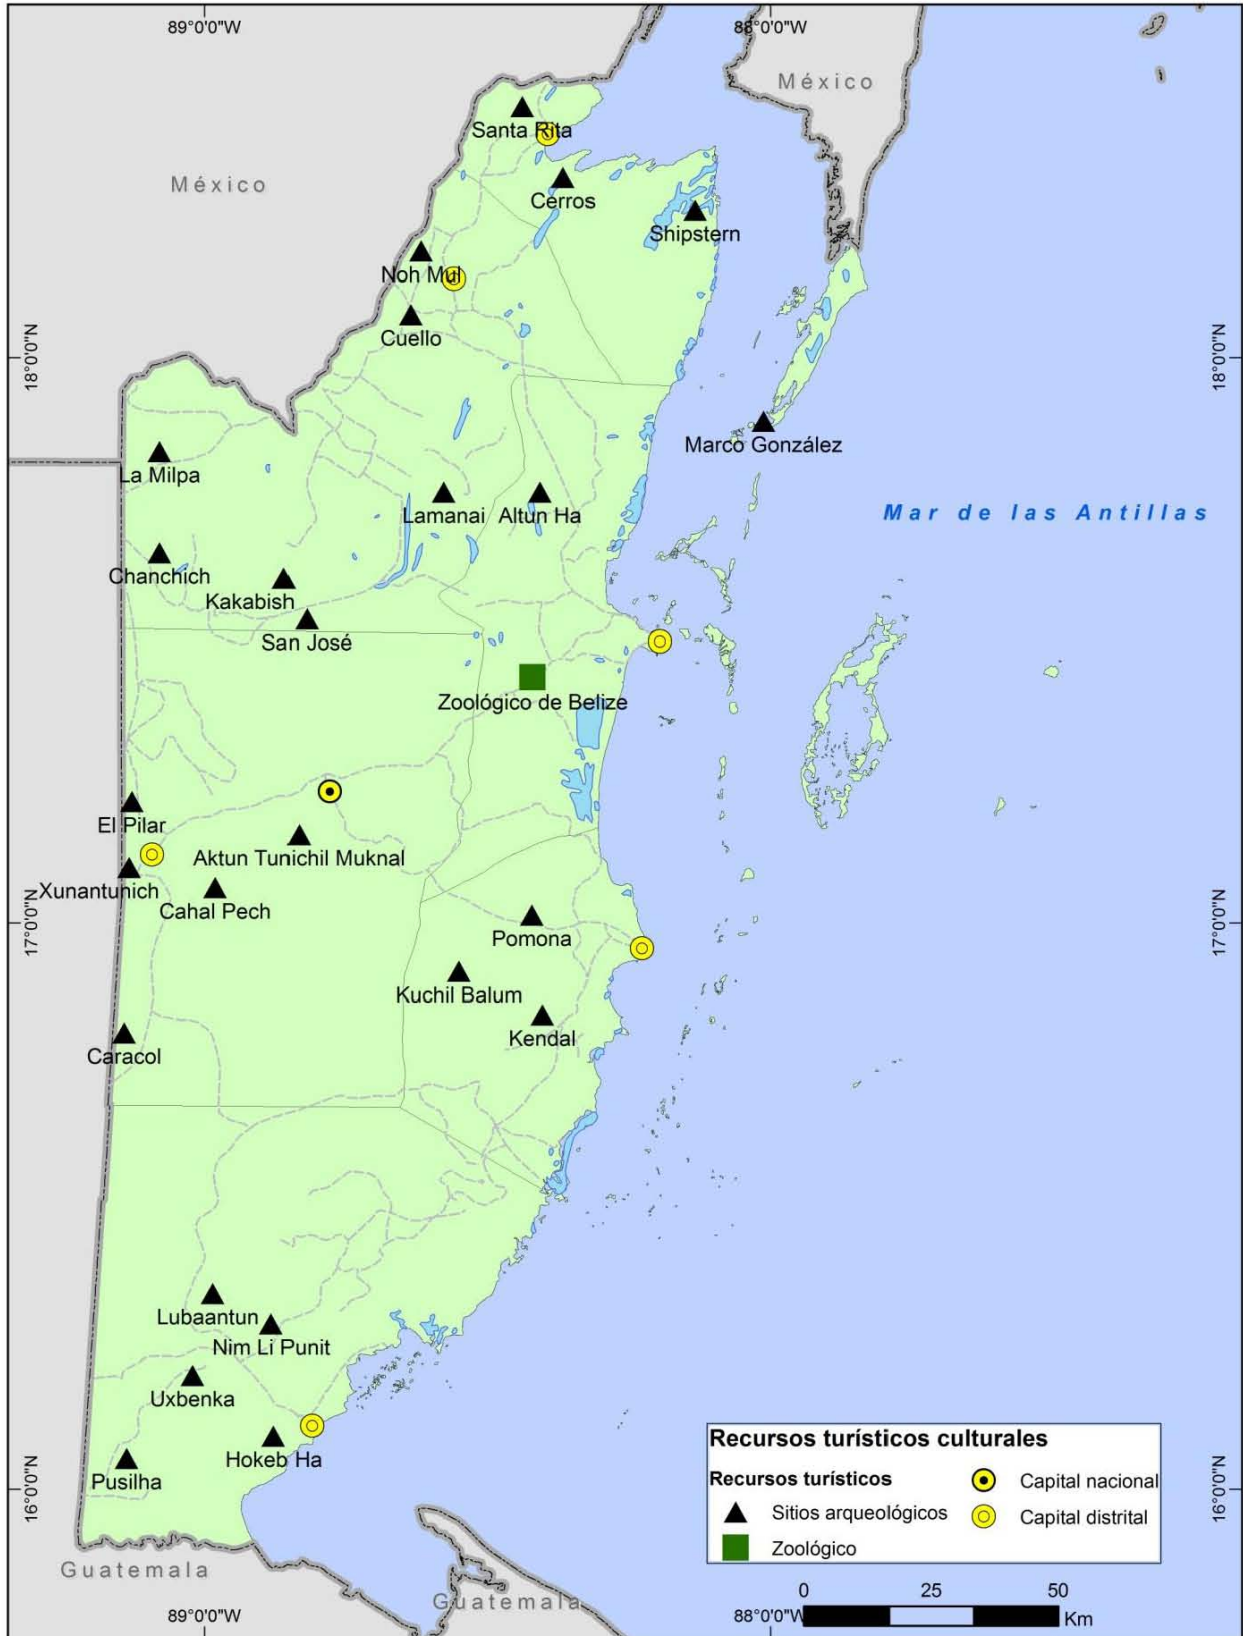 89°0'0"W
88°0'0"W
México
México
Santa Rita
Cerros
Shipstern
Noh Mul
Cuello
18°0'0"N
18°0'0"N
Marco González
La Milpa
Lamanai
Altun Ha
Mar de las Antillas
Chanchich
Kakabish
San José
Zoológico de Belize
El Pilar
Aktun Tunichil Muknal
Xunantunich
Cahal Pech
Pomona
17°0'0"N
17°0'0"N
Kuchil Balum
Kendal
Caracol
Lubaantun
Nim Li Punit
Uxbenka
Hokeb Ha
Pusilha
16°0'0"N
16°0'0"N
Recursos turísticos culturales
Recursos turísticos
Capital nacional
Sitios arqueológicos
Capital distrital
Zoológico
Guatemala
Guatemala
0 25 50
Km
89°0'0"W
88°0'0"W